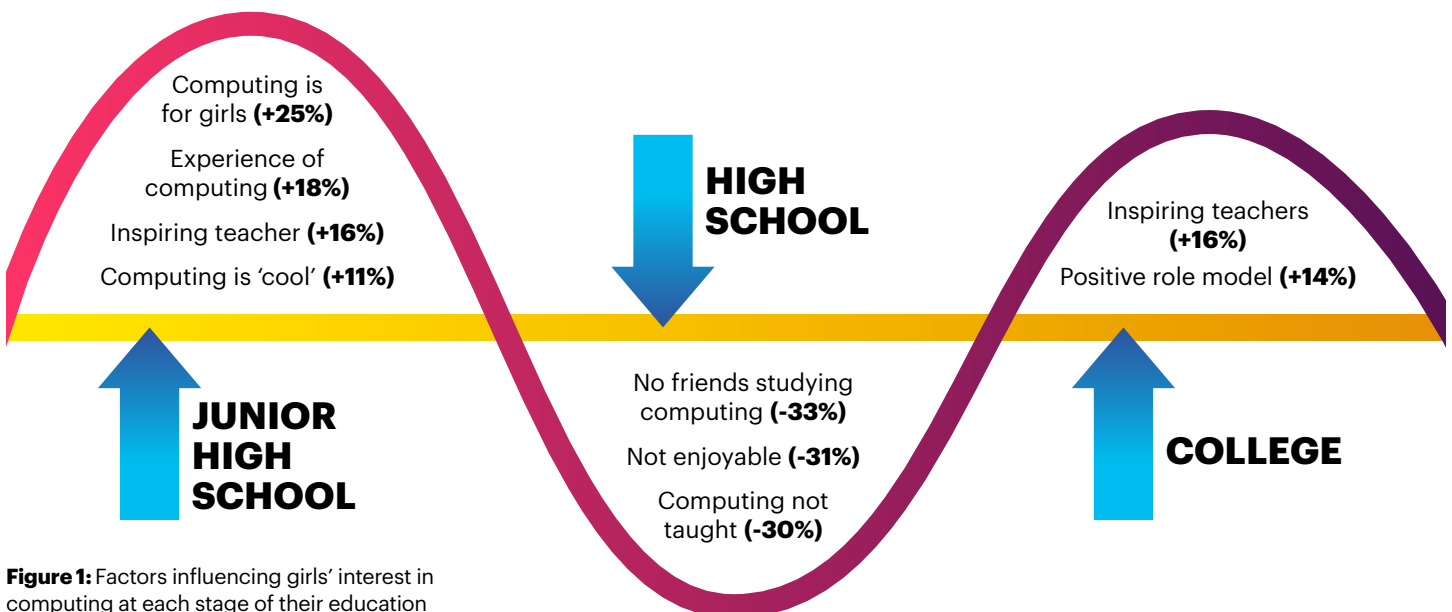 Computing is
for girls (+25%)
Experience of
computing (+18%)
Inspiring teacher (+16%)
Computing is ‘cool’ (+11%)
JUNIOR
HIGH
SCHOOL
HIGH
SCHOOL
No friends studying
computing (-33%)
Not enjoyable (-31%)
Computing not
taught (-30%)
Inspiring teachers
(+16%)
Positive role model (+14%)
COLLEGE
Figure 1: Factors influencing girls’ interest in
computing at each stage of their education